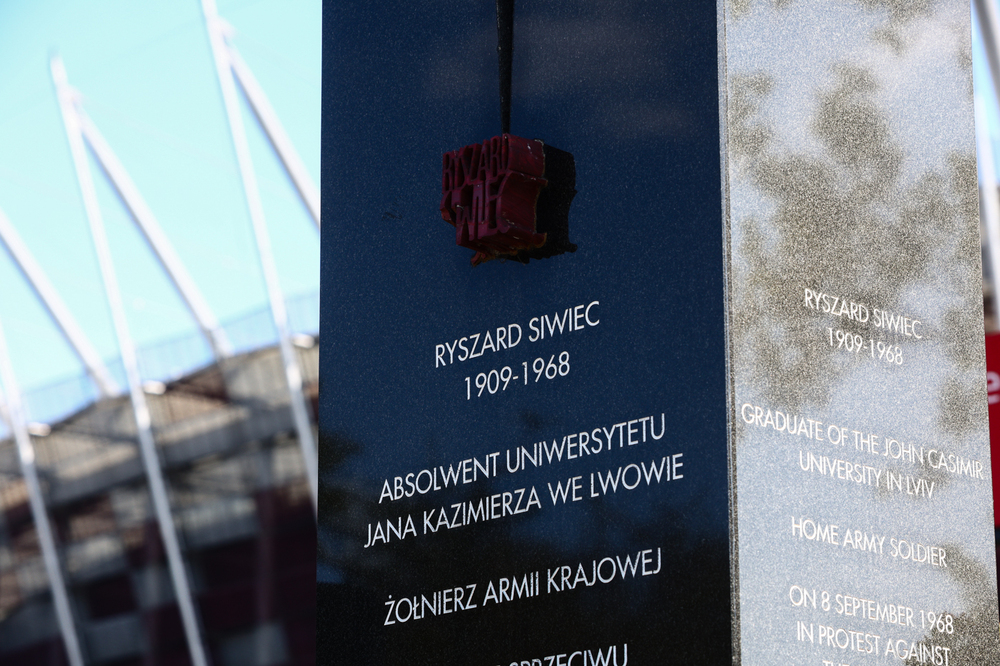 RYSZARD
SIWIEC
RYSZARD SIWIEC
1909-1968
ABSOLWENT UNIWERSYTETU
JANA KAZIMIERZA WE LWOWIE
ŻOŁNIERZ ARMII KRAJOWEJ
SPRZECIWU
RYSZARD SIWIEC
1909-1968
GRADUATE OF THE JOHN CASIMIR
UNIVERSITY IN LVIV
HOME ARMY SOLDIER
ON 8 SEPTEMBER 1968
IN PROTEST AGAINST